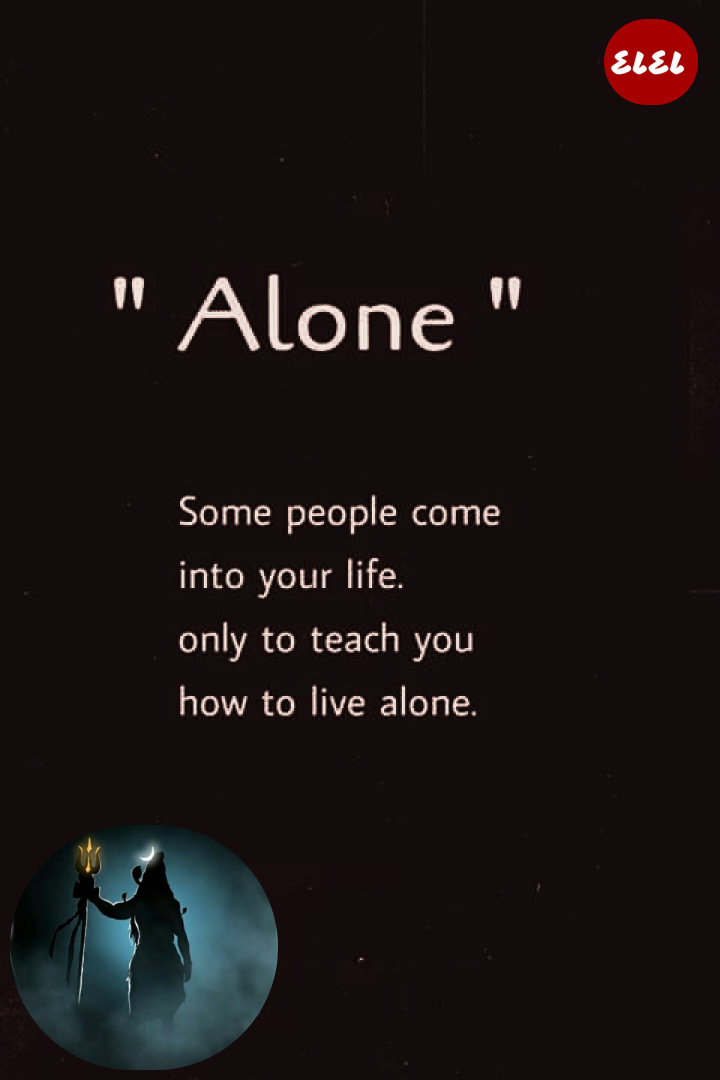 ELEL
" Alone "
Some people come
into your life.
only to teach you
how to live alone.